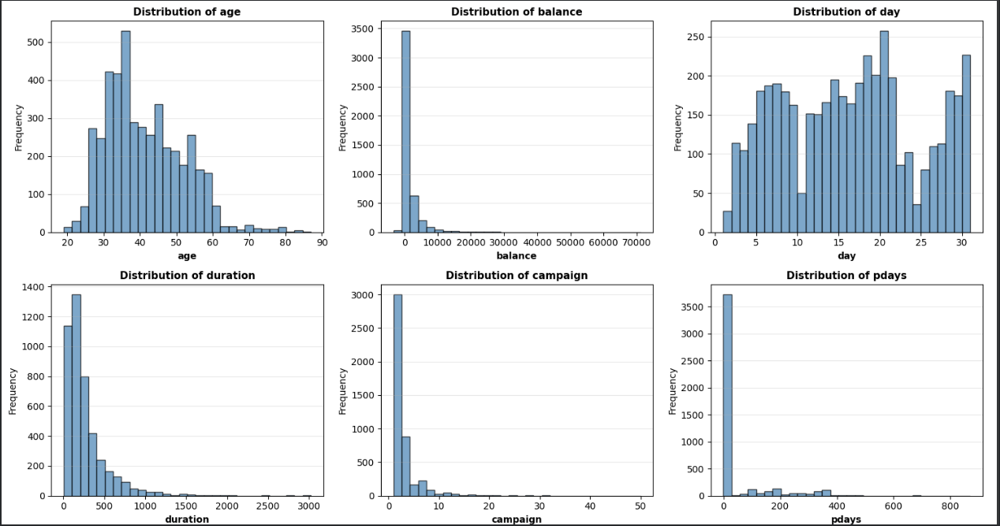 Distribution of age
Frequency
500
400
300
200
100
0
20 30 40 50 60 70 80 90
age
Distribution of balance
Frequency
3500
3000
2500
2000
1500
1000
500
0
0 10000 20000 30000 40000 50000 60000 70000
balance
Distribution of day
Frequency
250
200
150
100
50
0
0 5 10 15 20 25 30
day
Distribution of duration
Frequency
1400
1200
1000
800
600
400
200
0
0 500 1000 1500 2000 2500 3000
duration
Distribution of campaign
Frequency
3000
2500
2000
1500
1000
500
0
0 10 20 30 40 50
campaign
Distribution of pdays
Frequency
3500
3000
2500
2000
1500
1000
500
0
0 200 400 600 800
pdays